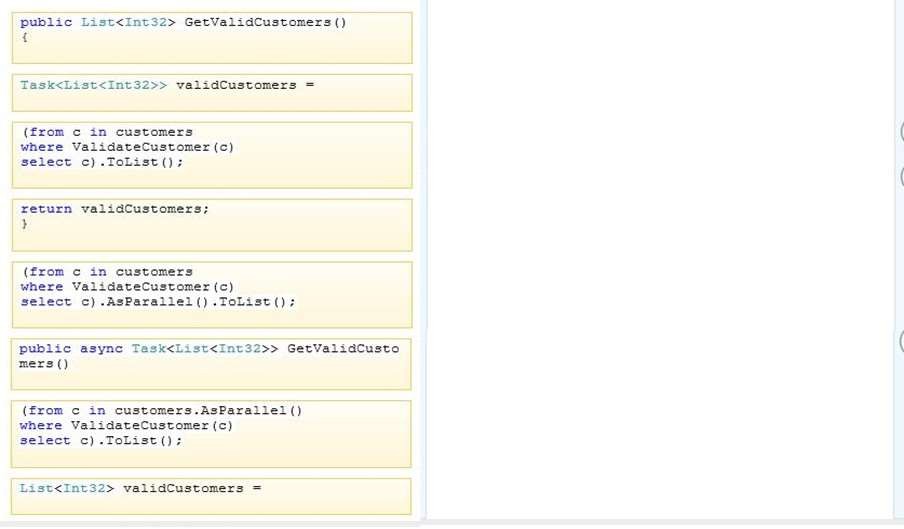 public List<Int32> GetValidCustomers()
{
Task<List<Int32>> validCustomers =
(from c in customers
where ValidateCustomer(c)
select c).ToList();
return validCustomers;
}
(from c in customers
where ValidateCustomer(c)
select c).AsParallel().ToList();
public async Task<List<Int32>> GetValidCusto
mers()
(from c in customers.AsParallel()
where ValidateCustomer(c)
select c).ToList();
List<Int32> validCustomers =